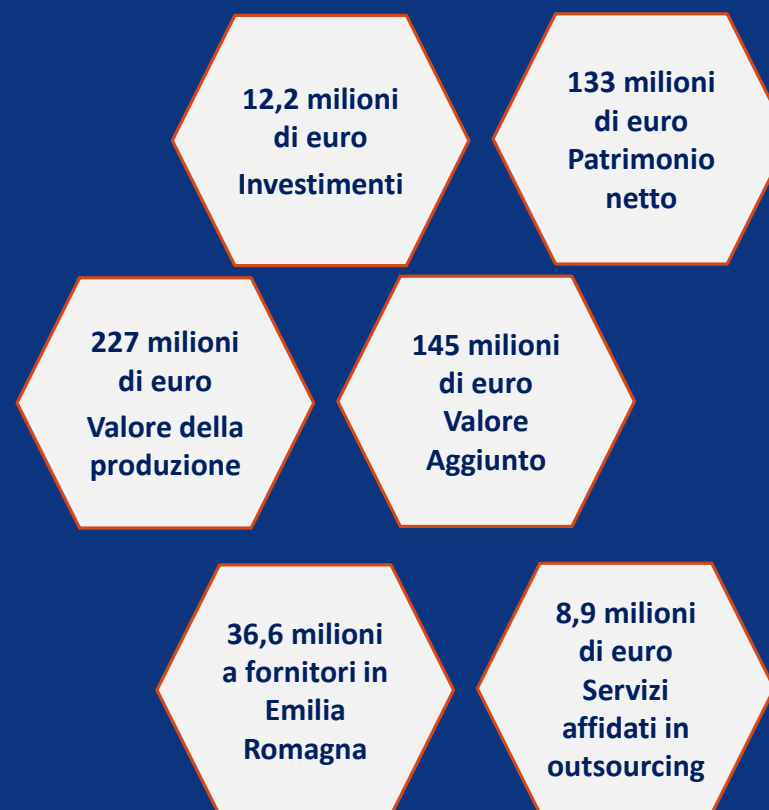 12,2 milioni
di euro
Investimenti
133 milioni
di euro
Patrimonio
netto
227 milioni
di euro
Valore della
produzione
145 milioni
di euro
Valore
Aggiunto
36,6 milioni
a fornitori in
Emilia
Romagna
8,9 milioni
di euro
Servizi
affidati in
outsourcing